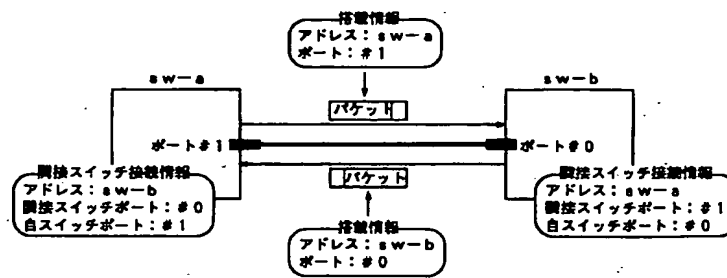 搭載情報
アドレス：ｓｗ－ａ
ポート：＃１
ｓｗ－ａ
ｓｗ－ｂ
パケット
ポート＃１
ポート＃０
隣接スイッチ接続情報
アドレス：ｓｗ－ｂ
隣接スイッチポート：＃０
自スイッチポート：＃１
パケット
隣接スイッチ接続情報
アドレス：ｓｗ－ａ
隣接スイッチポート：＃１
自スイッチポート：＃０
搭載情報
アドレス：ｓｗ－ｂ
ポート：＃０